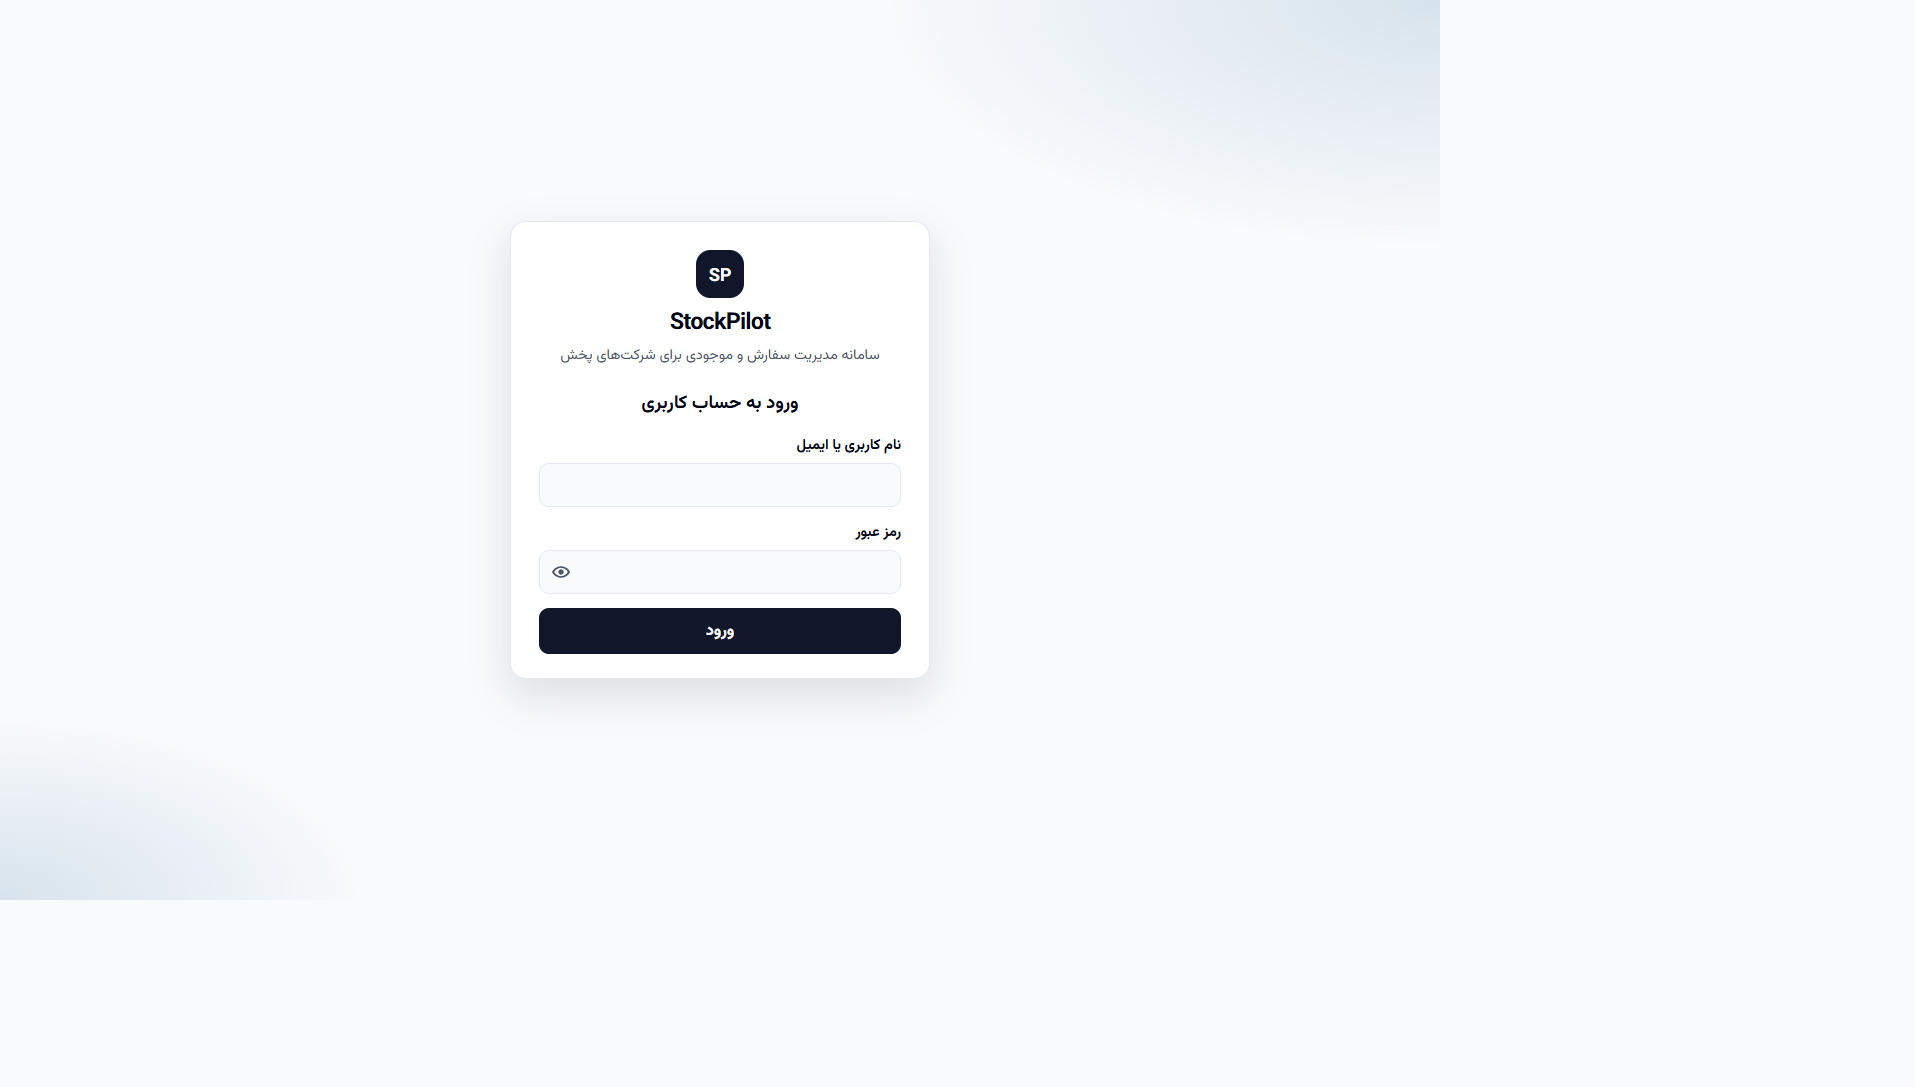 SP
StockPilot
سامانه مدیریت سفارش و موجودی برای شرکت‌های پخش
ورود به حساب کاربری
نام کاربری یا ایمیل
رمز عبور
ورود